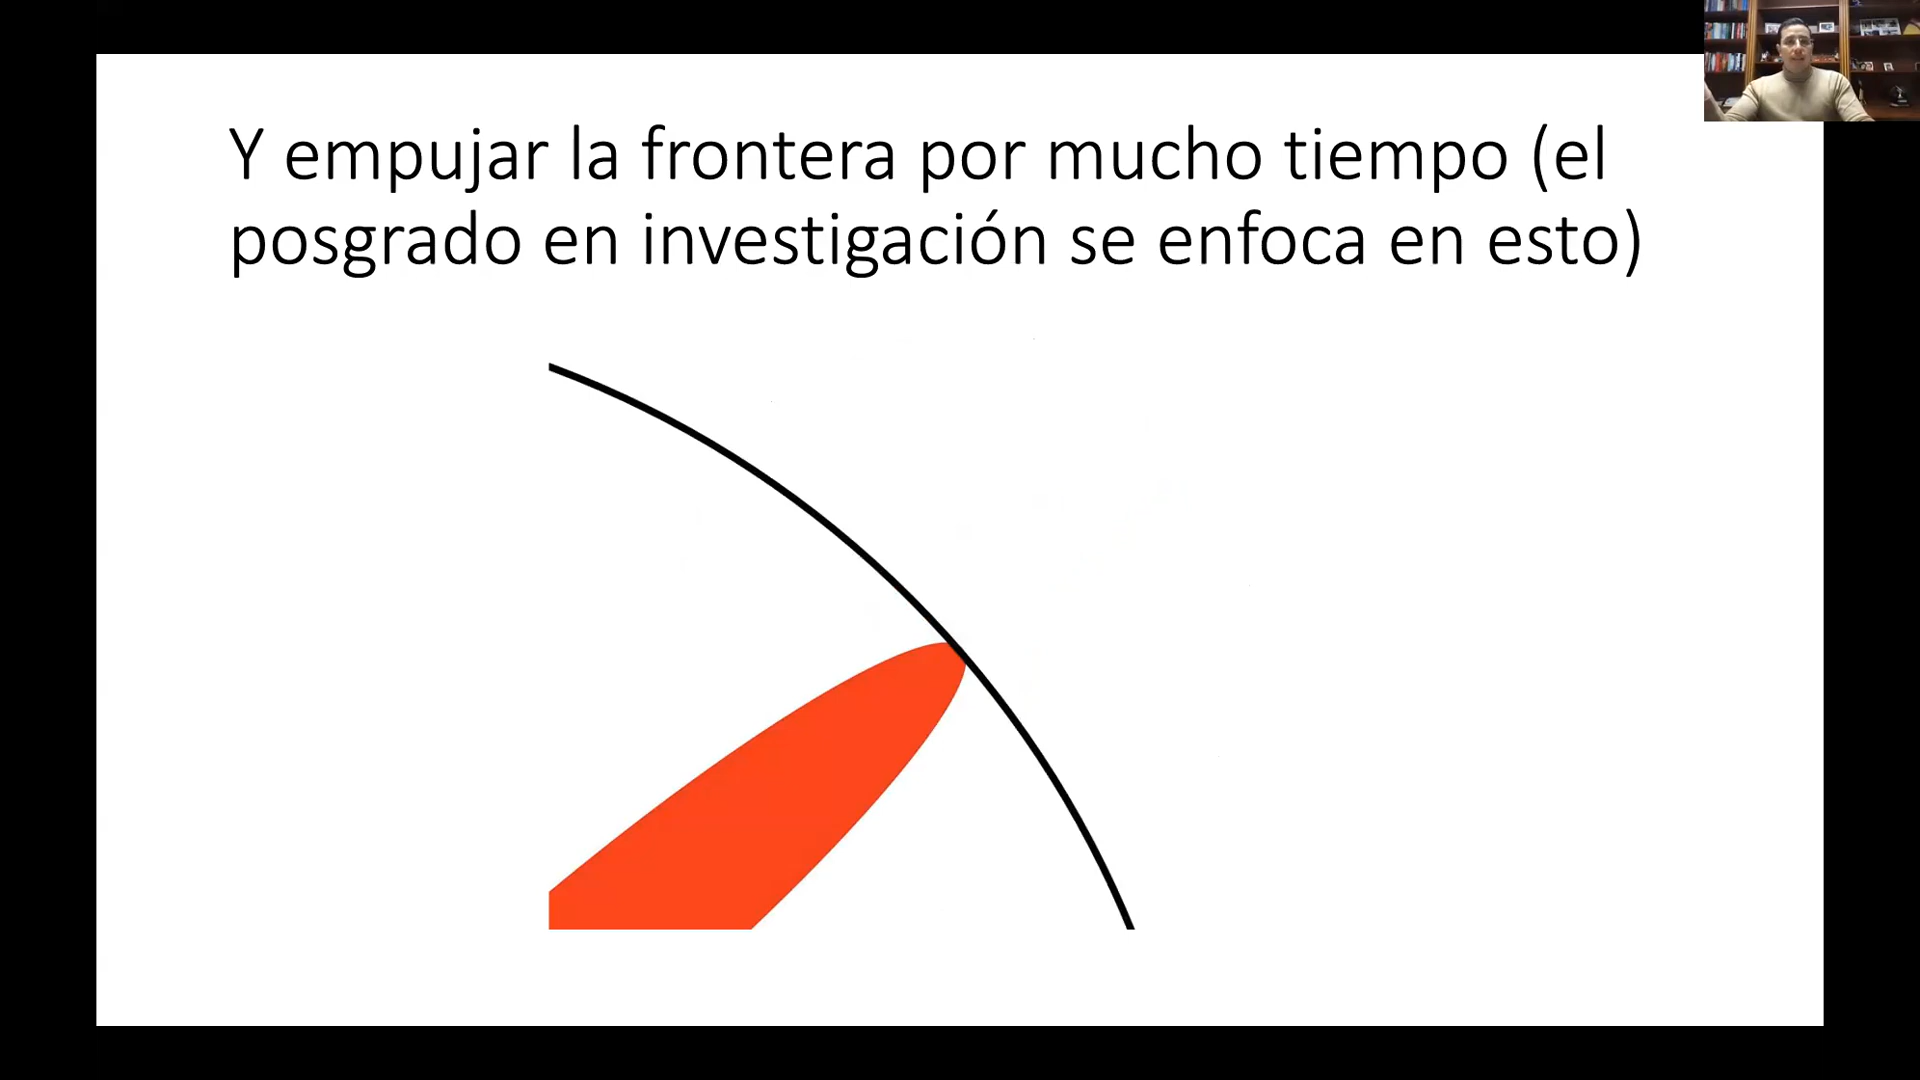 Y empujar la frontera por mucho tiempo (el
posgrado en investigación se enfoca en esto)